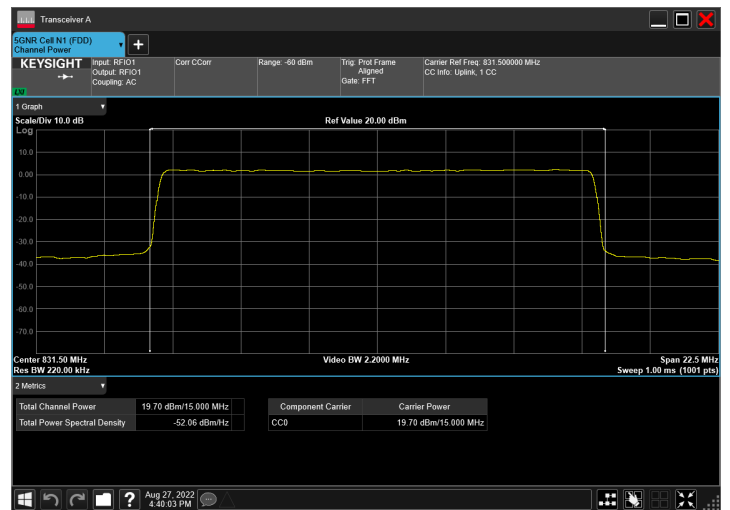 Transceiver A
5GNR Cell N1 (FDD)
Channel Power
KEYSIGHT
Input: RFIO1
Output: RFIO1
Coupling: AC
Corr CCorr
Range: -60 dBm
Trig: Prot Frame
Aligned
Gate: FFT
Carrier Ref Freq: 831.500000 MHz
CC Info: Uplink, 1 CC
1 Graph
Scale/Div 10.0 dB
Ref Value 20.00 dBm
Log
10.0
0.00
-10.0
-20.0
-30.0
-40.0
-50.0
-60.0
-70.0
Center 831.50 MHz
Video BW 2.2000 MHz
Span 22.5 MHz
Res BW 220.00 kHz
Sweep 1.00 ms (1001 pts)
2 Metrics
Total Channel Power 19.70 dBm/15.000 MHz
Total Power Spectral Density -52.06 dBm/Hz
Component Carrier Carrier Power
CC0 19.70 dBm/15.000 MHz
?
Aug 27, 2022
4:40:03 PM